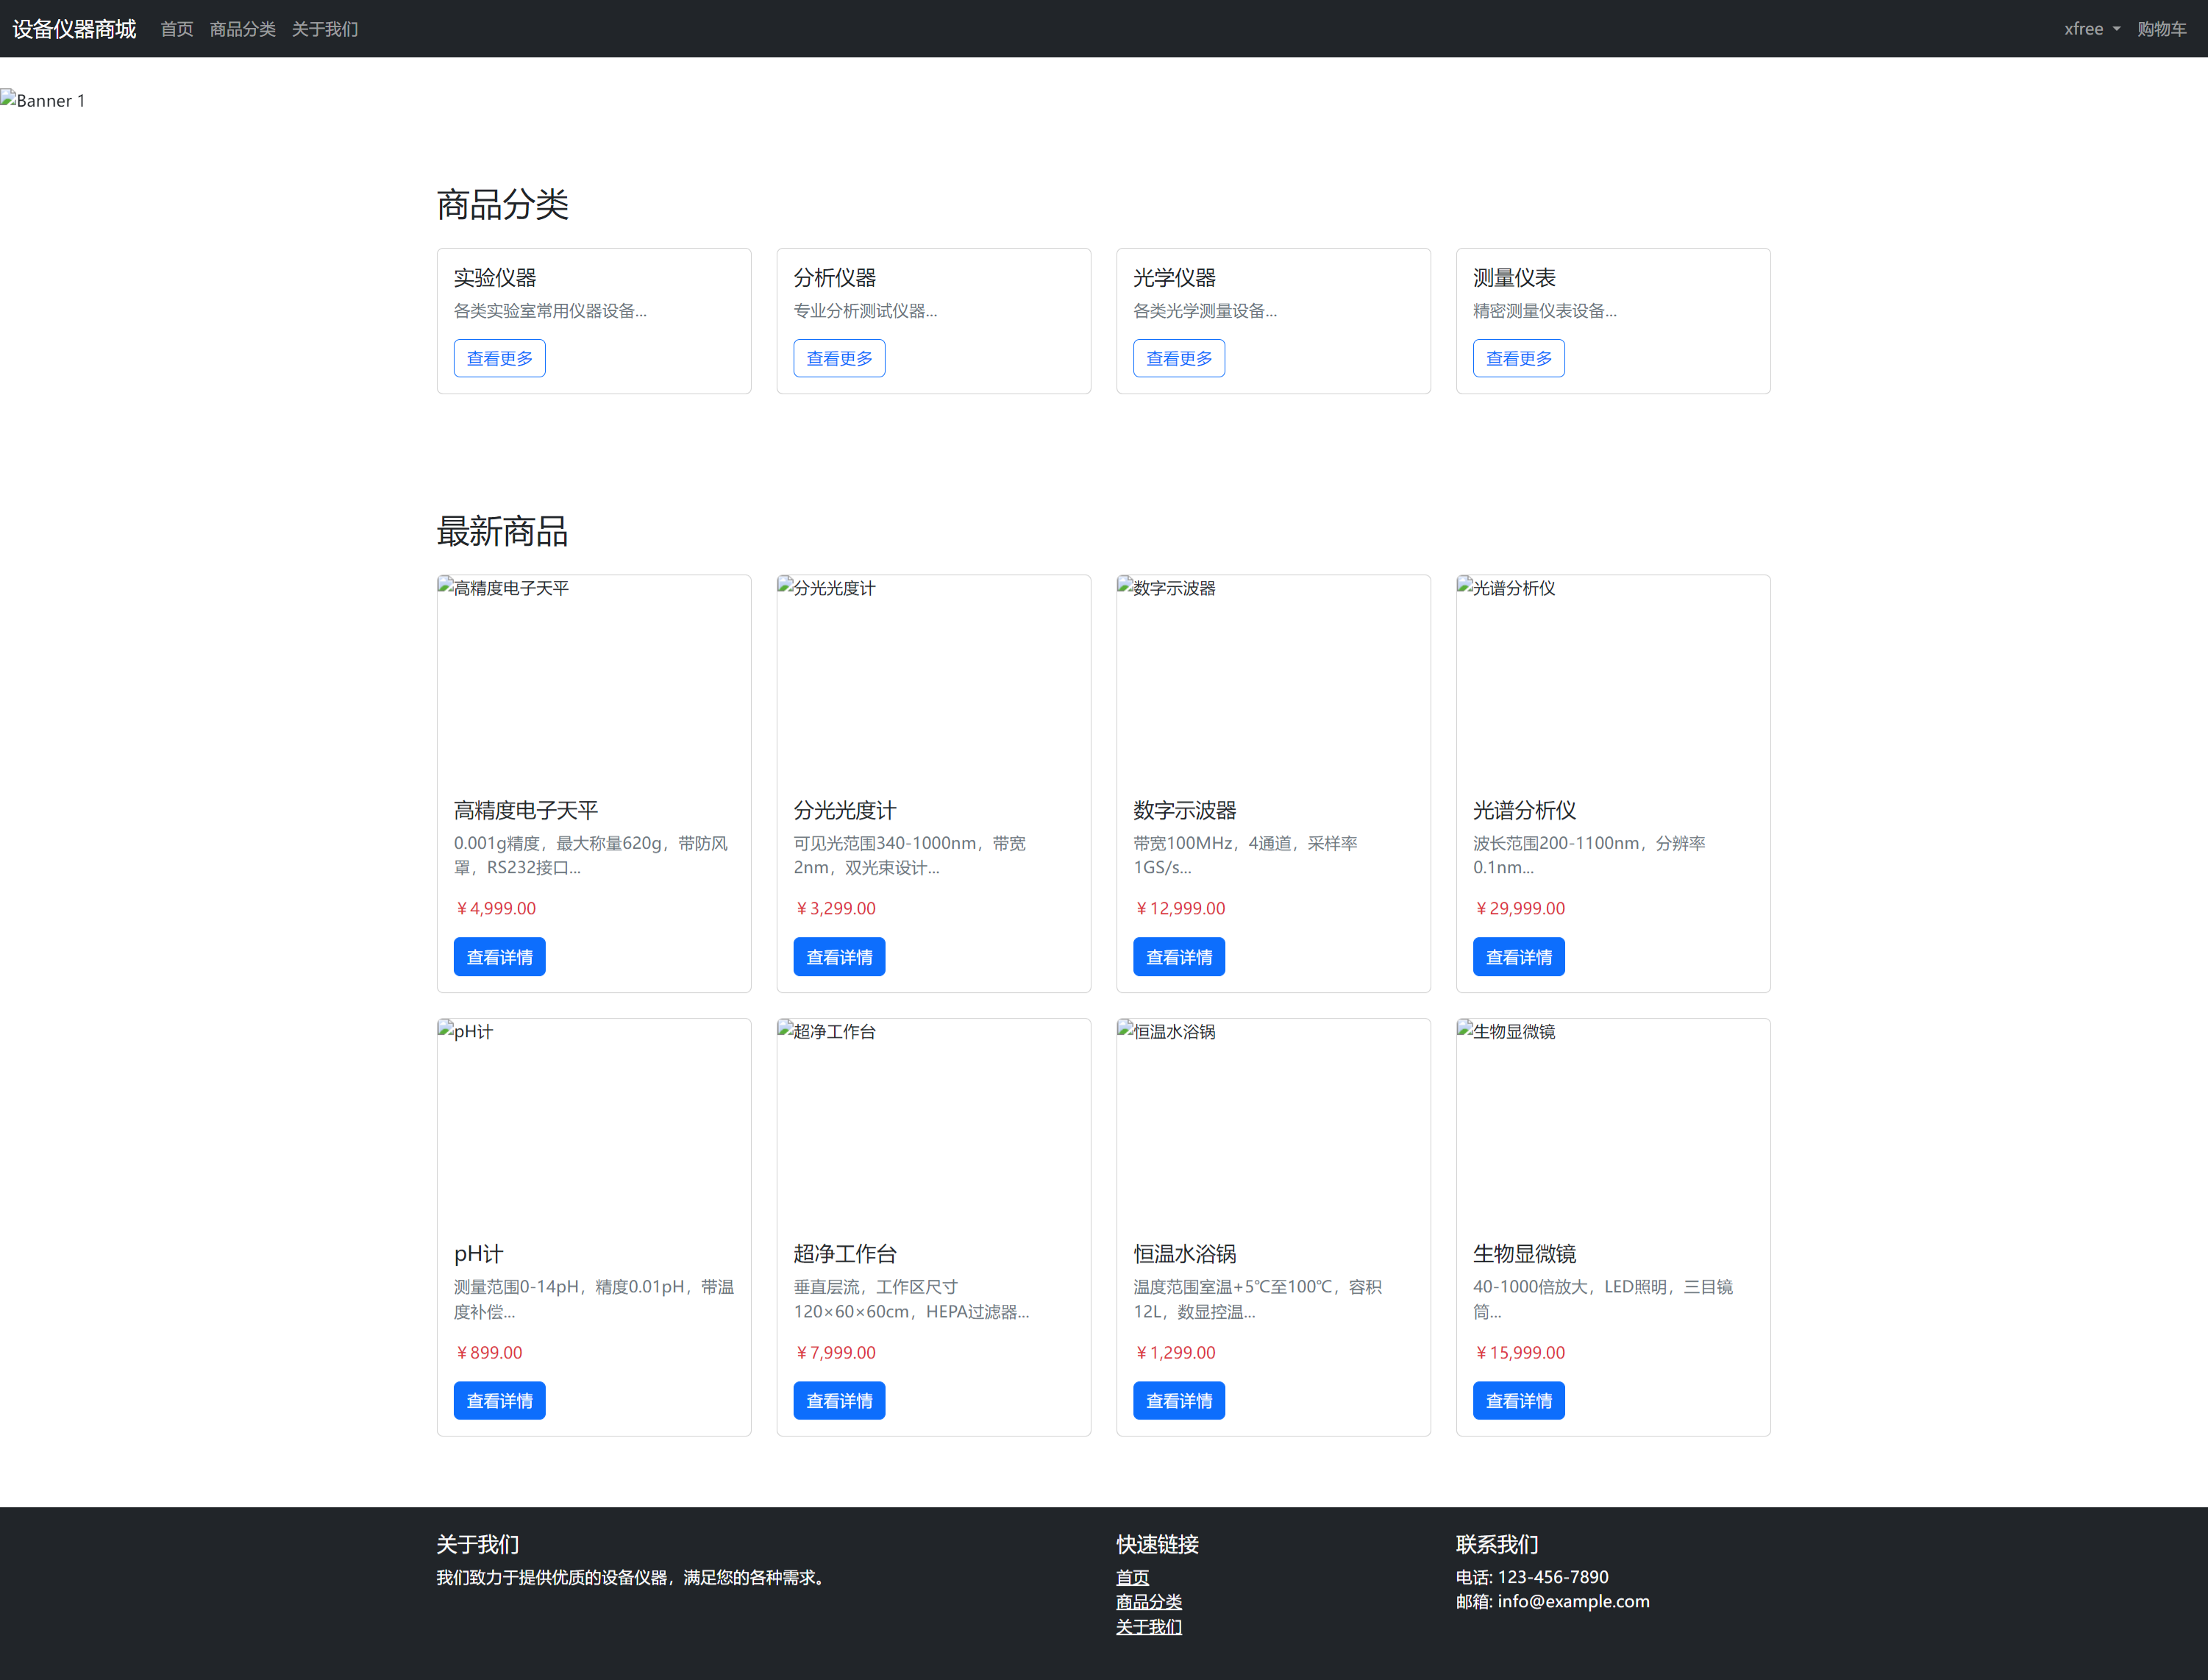 设备仪器商城 首页 商品分类 关于我们 xfree 购物车
Banner 1
商品分类
实验仪器
各类实验室常用仪器设备...
查看更多
分析仪器
专业分析测试仪器...
查看更多
光学仪器
各类光学测量设备...
查看更多
测量仪表
精密测量仪表设备...
查看更多
最新商品
高精度电子天平
高精度电子天平
0.001g精度，最大称量620g，带防风
罩，RS232接口...
¥4,999.00
查看详情
分光光度计
分光光度计
可见光范围340-1000nm，带宽
2nm，双光束设计...
¥3,299.00
查看详情
数字示波器
数字示波器
带宽100MHz，4通道，采样率
1GS/s...
¥12,999.00
查看详情
光谱分析仪
光谱分析仪
波长范围200-1100nm，分辨率
0.1nm...
¥29,999.00
查看详情
pH计
pH计
测量范围0-14pH，精度0.01pH，带温
度补偿...
¥899.00
查看详情
超净工作台
超净工作台
垂直层流，工作区尺寸
120×60×60cm，HEPA过滤器...
¥7,999.00
查看详情
恒温水浴锅
恒温水浴锅
温度范围室温+5℃至100℃，容积
12L，数显控温...
¥1,299.00
查看详情
生物显微镜
生物显微镜
40-1000倍放大，LED照明，三目镜
筒...
¥15,999.00
查看详情
关于我们
我们致力于提供优质的设备仪器，满足您的各种需求。
快速链接
首页
商品分类
关于我们
联系我们
电话: 123-456-7890
邮箱: info@example.com